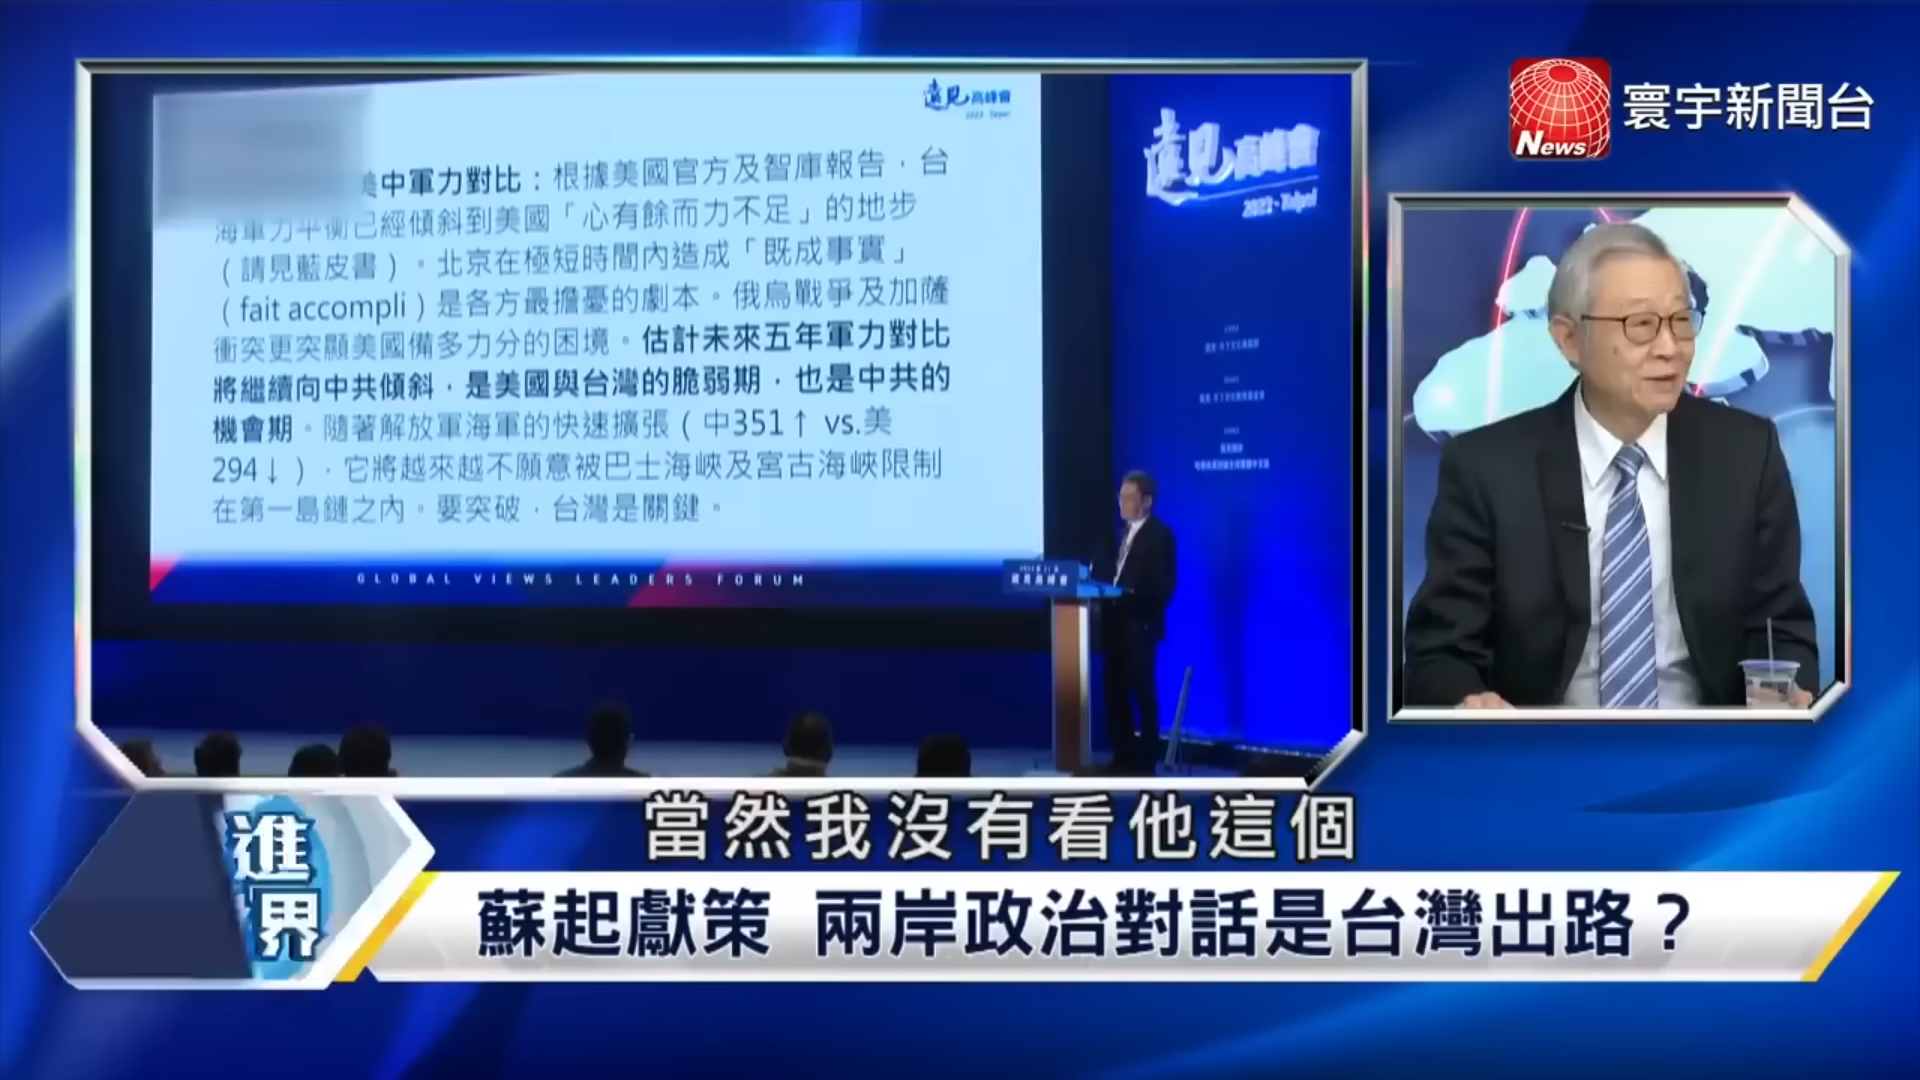 遠見高峰會
2023 Taipei
美中軍力對比：根據美國官方及智庫報告，台
海軍力平衡已經傾斜到美國「心有餘而力不足」的地步
（請見藍皮書）。北京在極短時間內造成「既成事實」
（fait accompli）是各方最擔憂的劇本。俄烏戰爭及加薩
衝突更突顯美國備多力分的困境。估計未來五年軍力對比
將繼續向中共傾斜，是美國與台灣的脆弱期，也是中共的
機會期。隨著解放軍海軍的快速擴張（中351↑ vs.美
294↓），它將越來越不願意被巴士海峽及宮古海峽限制
在第一島鏈之內。要突破，台灣是關鍵。
GLOBAL VIEWS LEADERS FORUM
遠見高峰會
2023·Taipei
遠見高峰會
News
寰宇新聞台
當然我沒有看他這個
進界
蘇起獻策 兩岸政治對話是台灣出路？